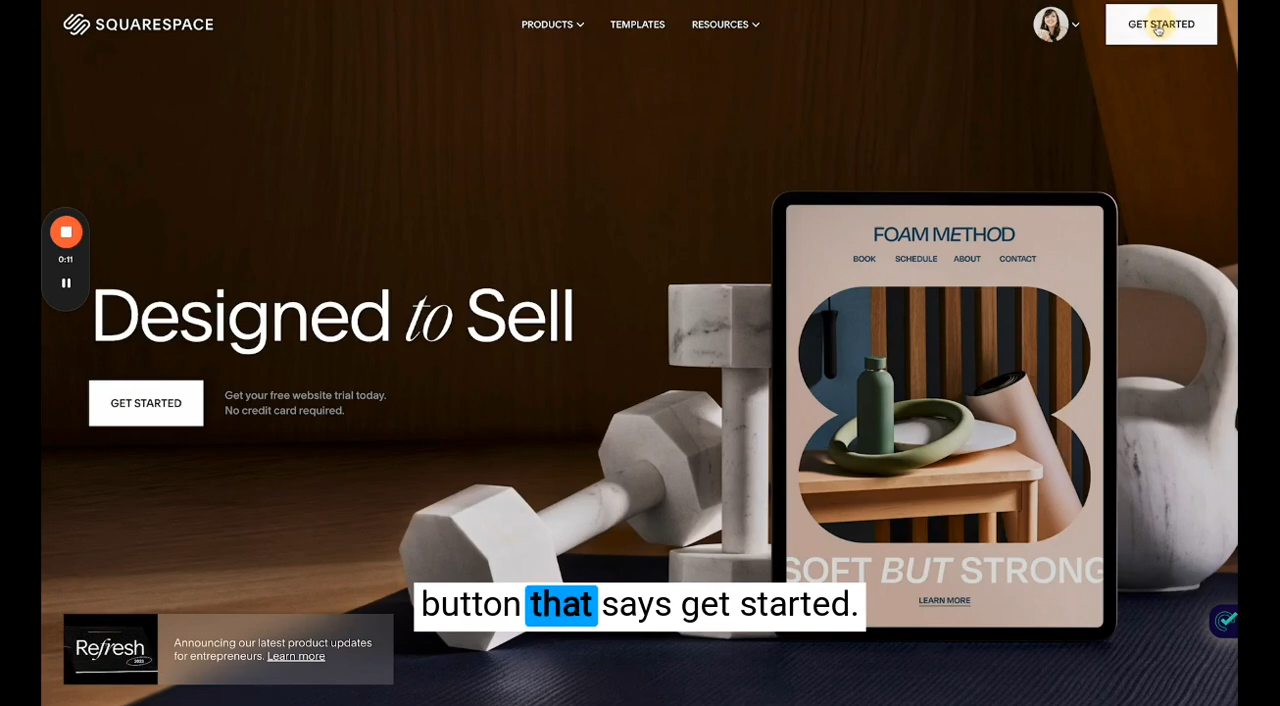 SQUARESPACE
PRODUCTS
TEMPLATES
RESOURCES
GET STARTED
0:11
Designed to Sell
GET STARTED
Get your free website trial today.
No credit card required.
FOAM METHOD
BOOK
SCHEDULE
ABOUT
CONTACT
SOFT BUT STRONG
LEARN MORE
button that says get started.
Refresh
2023
Announcing our latest product updates
for entrepreneurs. Learn more